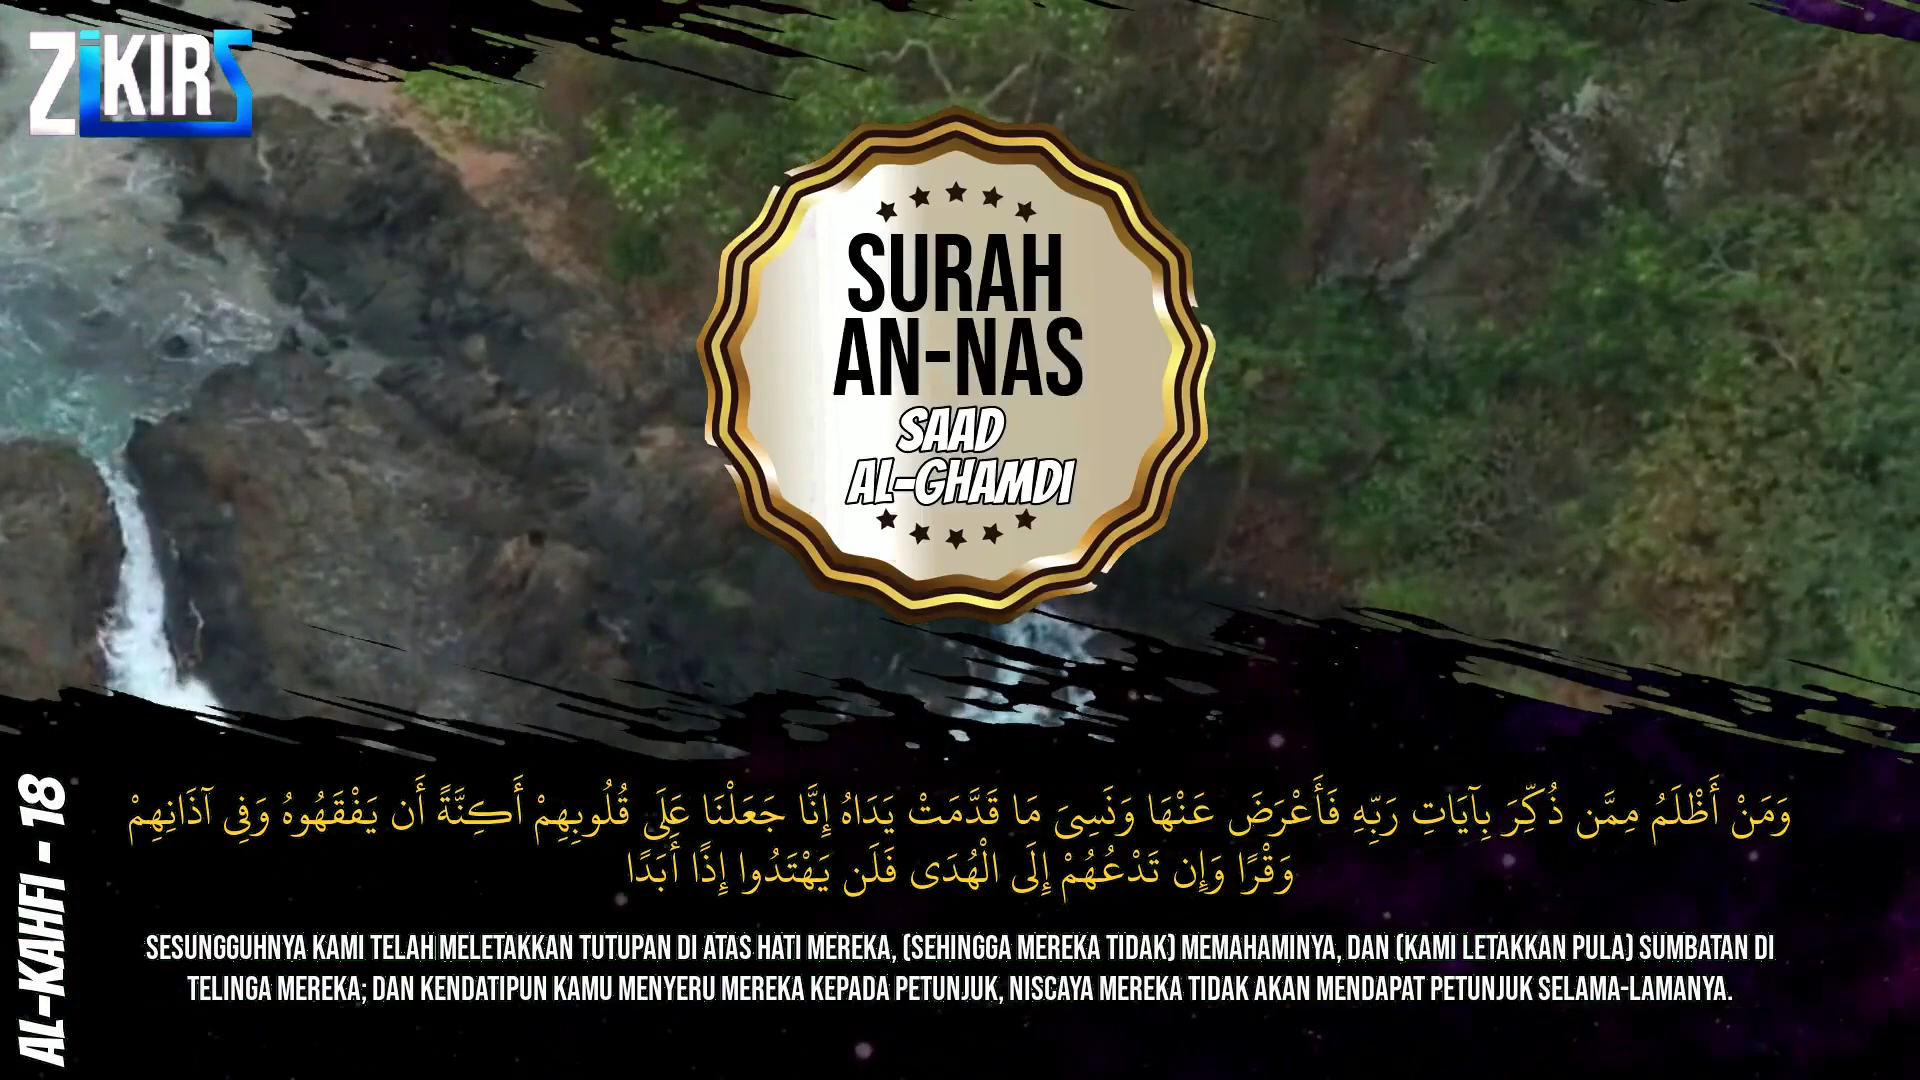 ZiKIRS
SURAH
AN-NAS
SAAD
AL-GHAMDI
وَمَنْ أَظْلَمُ مِمَّن ذُكِّرَ بِآيَاتِ رَبِّهِ فَأَعْرَضَ عَنْهَا وَنَسِىَ مَا قَدَّمَتْ يَدَاهُ إِنَّا جَعَلْنَا عَلَى قُلُوبِهِمْ أَكِنَّةً أَن يَفْقَهُوهُ وَفِى آذَانِهِمْ
وَقْرًا وَإِن تَدْعُهُمْ إِلَى الْهُدَى فَلَن يَهْتَدُوا إِذًا أَبَدًا
SESUNGGUHNYA KAMI TELAH MELETAKKAN TUTUPAN DI ATAS HATI MEREKA, (SEHINGGA MEREKA TIDAK) MEMAHAMINYA, DAN (KAMI LETAKKAN PULA) SUMBATAN DI
TELINGA MEREKA; DAN KENDATIPUN KAMU MENYERU MEREKA KEPADA PETUNJUK, NISCAYA MEREKA TIDAK AKAN MENDAPAT PETUNJUK SELAMA-LAMANYA.
AL-KAHFI - 18